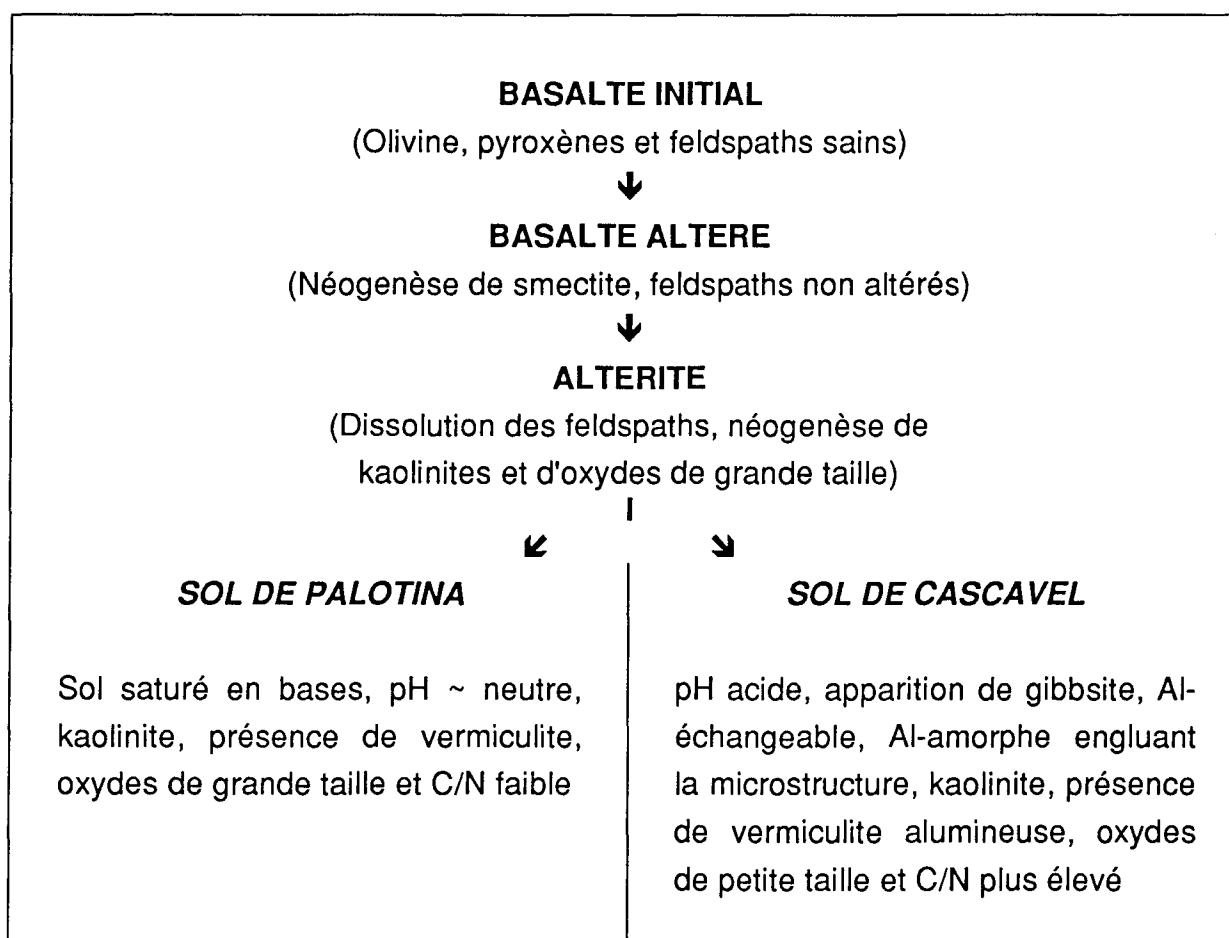 BASALTE INITIAL
(Olivine, pyroxènes et feldspaths sains)
BASALTE ALTERE
(Néogenèse de smectite, feldspaths non altérés)
ALTERITE
(Dissolution des feldspaths, néogenèse de
kaolinites et d'oxydes de grande taille)
SOL DE PALOTINA
Sol saturé en bases, pH ~ neutre,
kaolinite, présence de vermiculite,
oxydes de grande taille et C/N faible
SOL DE CASCAVEL
pH acide, apparition de gibbsite, Al-
échangeable, Al-amorphe engluant
la microstructure, kaolinite, présence
de vermiculite alumineuse, oxydes
de petite taille et C/N plus élevé